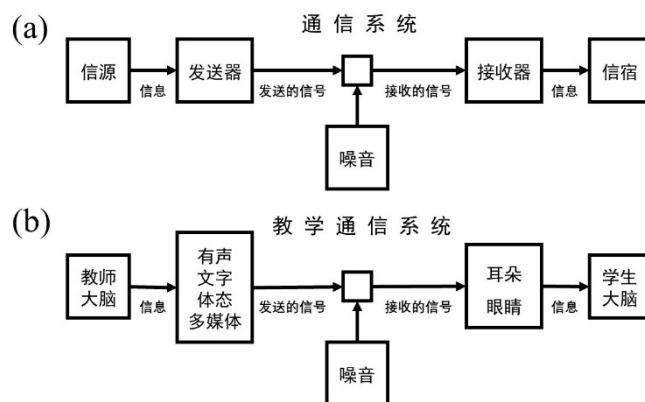 (a)
通信系统
信源
信息
发送器
发送的信号
接收的信号
接收器
信息
信宿
噪音
(b)
教学通信系统
教师
大脑
信息
有声
文字
体态
多媒体
发送的信号
接收的信号
耳朵
眼睛
信息
学生
大脑
噪音